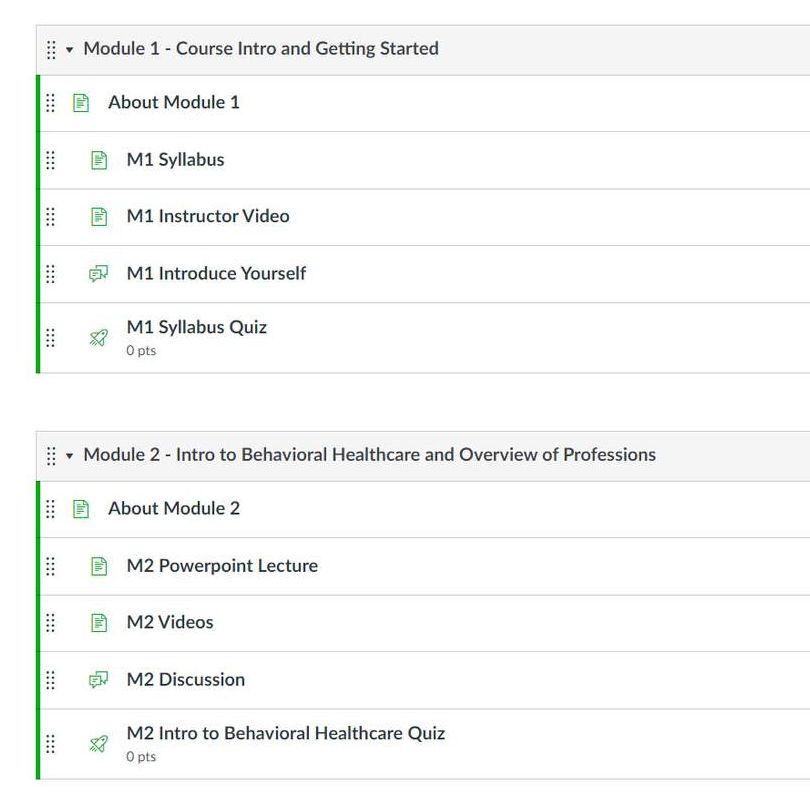 Module 1 - Course Intro and Getting Started
About Module 1
M1 Syllabus
M1 Instructor Video
M1 Introduce Yourself
M1 Syllabus Quiz
0 pts
Module 2 - Intro to Behavioral Healthcare and Overview of Professions
About Module 2
M2 Powerpoint Lecture
M2 Videos
M2 Discussion
M2 Intro to Behavioral Healthcare Quiz
0 pts